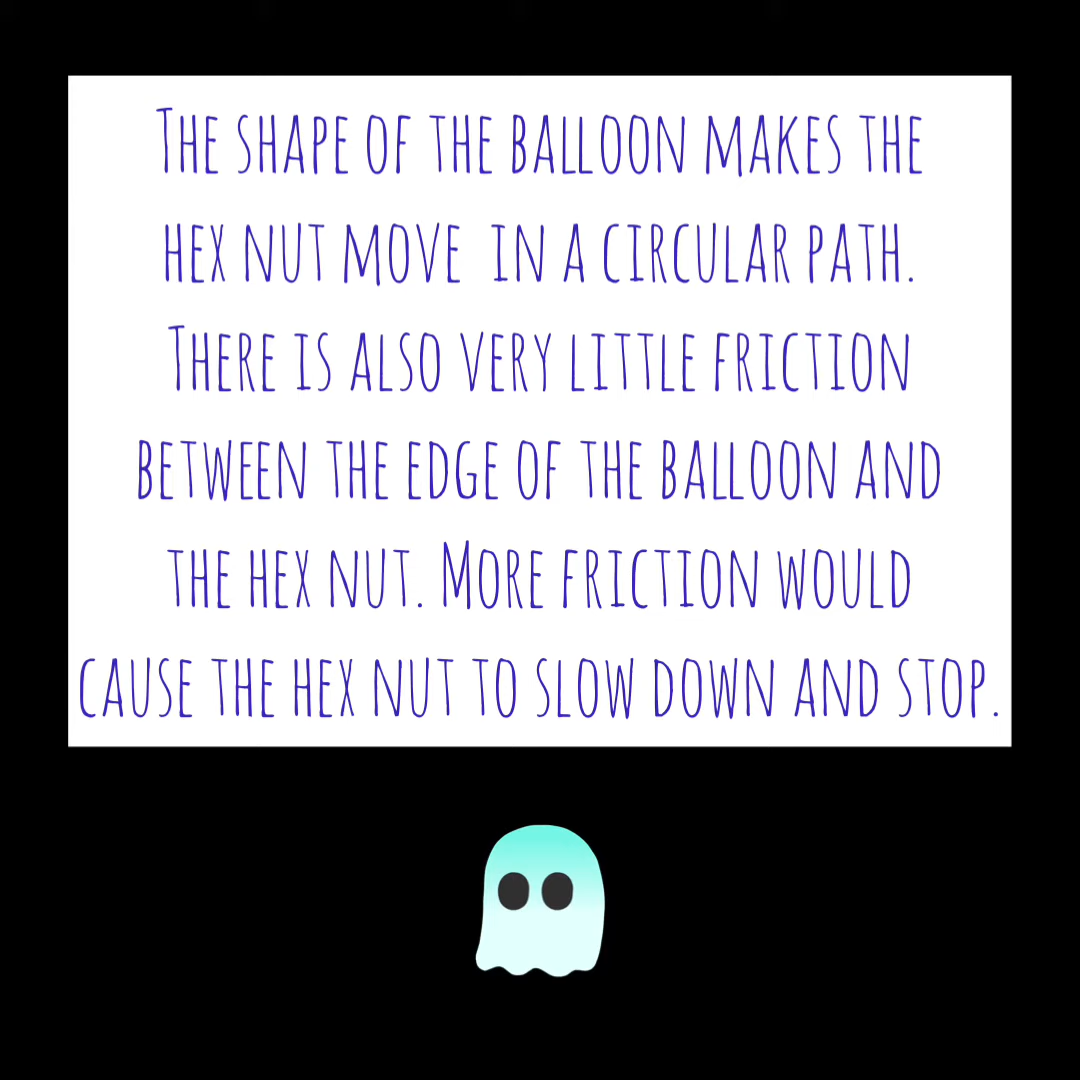 The shape of the balloon makes the
hex nut move in a circular path.
There is also very little friction
between the edge of the balloon and
the hex nut. More friction would
cause the hex nut to slow down and stop.